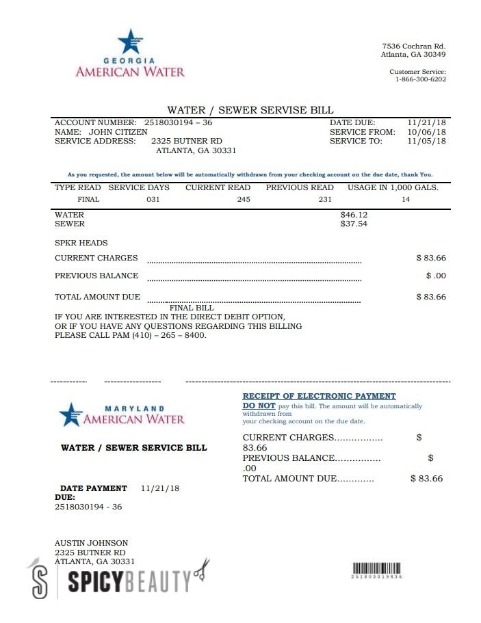 GEORGIA
AMERICAN WATER
7536 Cochran Rd.
Atlanta, GA 30349
Customer Service:
1-866-300-6202
WATER / SEWER SERVISE BILL
ACCOUNT NUMBER: 2518030194 – 36 DATE DUE: 11/21/18
NAME: JOHN CITIZEN SERVICE FROM: 10/06/18
SERVICE ADDRESS: 2325 BUTNER RD SERVICE TO: 11/05/18
ATLANTA, GA 30331
As you requested, the amount below will be automatically withdrawn from your checking account on the due date, thank You.
TYPE READ SERVICE DAYS CURRENT READ PREVIOUS READ USAGE IN 1,000 GALS.
FINAL 031 245 231 14
WATER $46.12
SEWER $37.54
SPKR HEADS
CURRENT CHARGES $ 83.66
PREVIOUS BALANCE $ .00
TOTAL AMOUNT DUE $ 83.66
FINAL BILL
IF YOU ARE INTERESTED IN THE DIRECT DEBIT OPTION,
OR IF YOU HAVE ANY QUESTIONS REGARDING THIS BILLING
PLEASE CALL PAM (410) – 265 – 8400.
MARYLAND
AMERICAN WATER
WATER / SEWER SERVICE BILL
DATE PAYMENT 11/21/18
DUE:
2518030194 - 36
RECEIPT OF ELECTRONIC PAYMENT
DO NOT pay this bill. The amount will be automatically
withdrawn from
your checking account on the due date.
CURRENT CHARGES................ $
83.66
PREVIOUS BALANCE................ $
.00
TOTAL AMOUNT DUE............. $ 83.66
AUSTIN JOHNSON
2325 BUTNER RD
ATLANTA, GA 30331
S SPICYBEAUTY